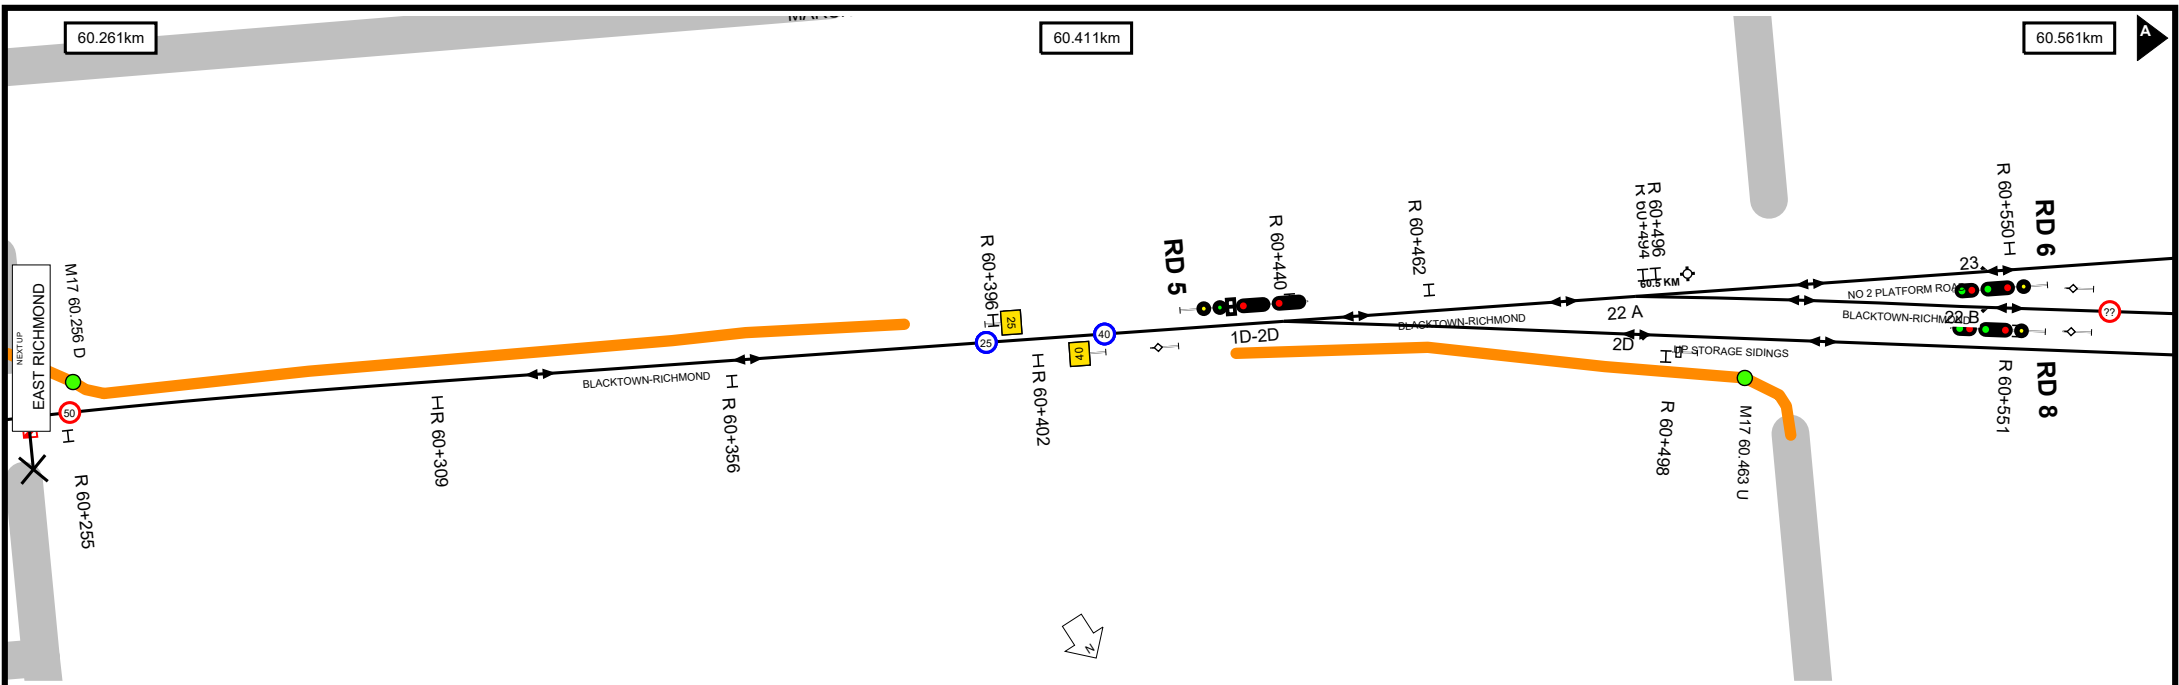 60.261km
60.411km
60.561km
A
NEXT UP
EAST RICHMOND
M17 60.256 D
50
R 60+255
R 60+309
BLACKTOWN-RICHMOND
R 60+356
R 60+396
25
25
40
40
R 60+402
RD 5
R 60+440
1D-2D
BLACKTOWN-RICHMOND
R 60+462
R 60+494
R 60+496
60.5 KM
22 A
2D
UP STORAGE SIDINGS
R 60+498
M17 60.463 U
NO 2 PLATFORM ROAD
23
R 60+550
RD 6
BLACKTOWN-RICHMOND
22 B
??
R 60+551
RD 8
N